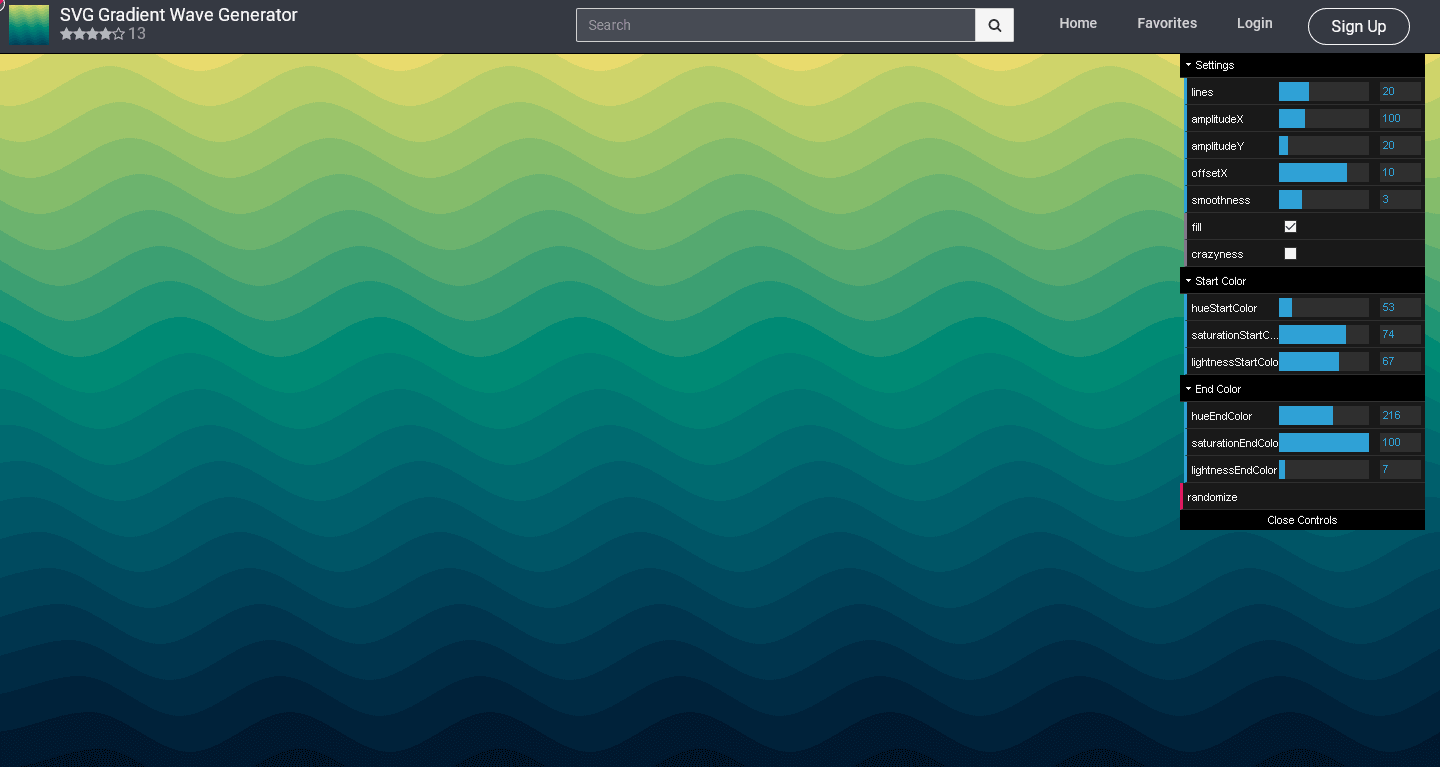 SVG Gradient Wave Generator
13
Search
Home Favorites Login Sign Up
Settings
lines 20
amplitudeX 100
amplitudeY 20
offsetX 10
smoothness 3
fill
crazyness
Start Color
hueStartColor 53
saturationStartC... 74
lightnessStartColo 67
End Color
hueEndColor 216
saturationEndColo 100
lightnessEndColor 7
randomize
Close Controls